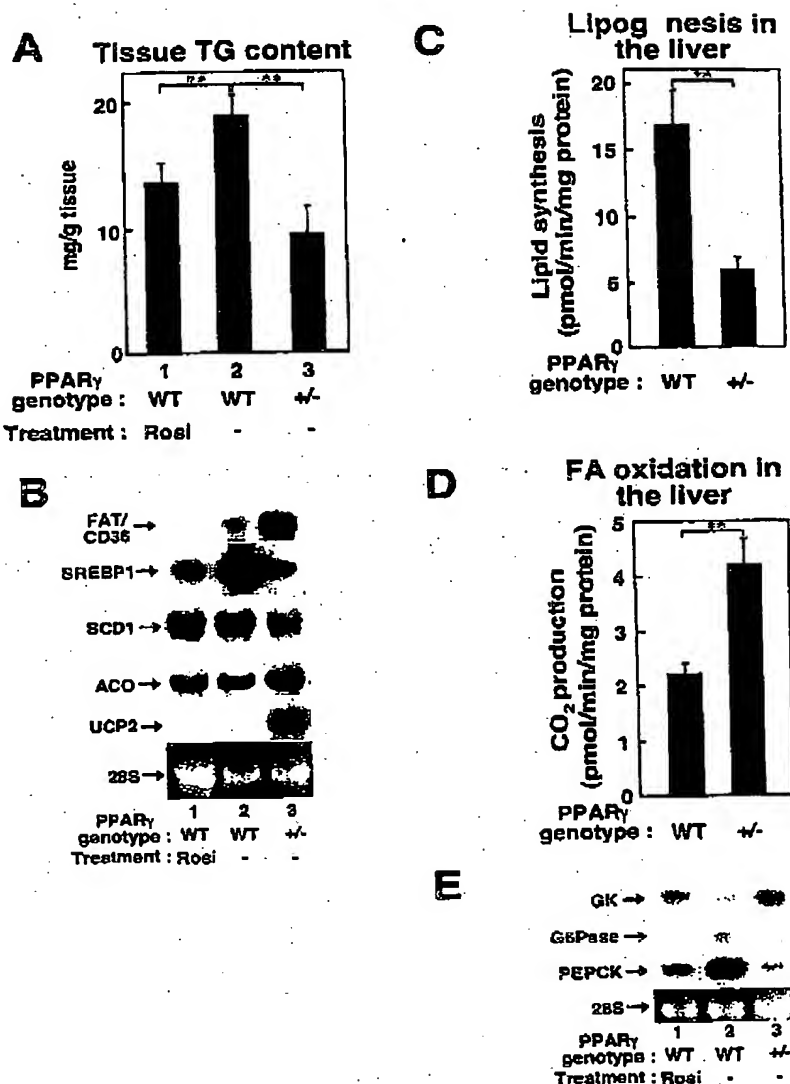 A
Tissue TG content
**
**
20
10
0
mg/g tissue
1 2 3
PPARγ
genotype : WT WT +/-
Treatment : Rosi - -
B
FAT/
CD36
SREBP1
SCD1
ACO
UCP2
28S
1 2 3
PPARγ
genotype : WT WT +/-
Treatment : Rosi - -
C
Lipog nesis in
the liver
**
20
15
10
5
0
Lipid synthesis
(pmol/min/mg protein)
PPARγ
genotype : WT +/-
D
FA oxidation in
the liver
**
5
4
3
2
1
0
CO2 production
(pmol/min/mg protein)
PPARγ
genotype : WT +/-
E
GK
G6Pase
PEPCK
28S
1 2 3
PPARγ
genotype : WT WT +/-
Treatment : Rosi - -